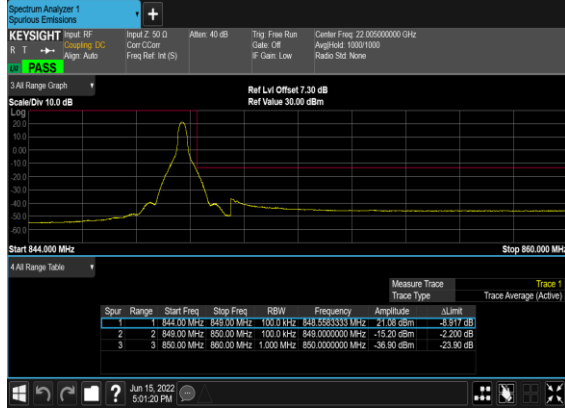 Spectrum Analyzer 1
Spurious Emissions
KEYSIGHT Input: RF Input Z: 50 Ω Atten: 40 dB Trig: Free Run Center Freq: 22.005000000 GHz
R T Coupling: DC Corr CCorr Gate: Off Avg|Hold: 1000/1000
Align: Auto Freq Ref: Int (S) IF Gain: Low Radio Std: None
PASS
3 All Range Graph
Ref Lvl Offset 7.30 dB
Scale/Div 10.0 dB Ref Value 30.00 dBm
Log
20.0
10.0
0.00
-10.0
-20.0
-30.0
-40.0
-50.0
-60.0
Start 844.000 MHz Stop 860.000 MHz
4 All Range Table
Measure Trace Trace 1
Trace Type Trace Average (Active)
Spur Range Start Freq Stop Freq RBW Frequency Amplitude ΔLimit
1 1 844.00 MHz 849.00 MHz 100.0 kHz 848.5583333 MHz 21.08 dBm -8.917 dB
2 2 849.00 MHz 850.00 MHz 100.0 kHz 849.0000000 MHz -15.20 dBm -2.200 dB
3 3 850.00 MHz 860.00 MHz 1.000 MHz 850.0000000 MHz -36.90 dBm -23.90 dB
Jun 15, 2022
5:01:20 PM